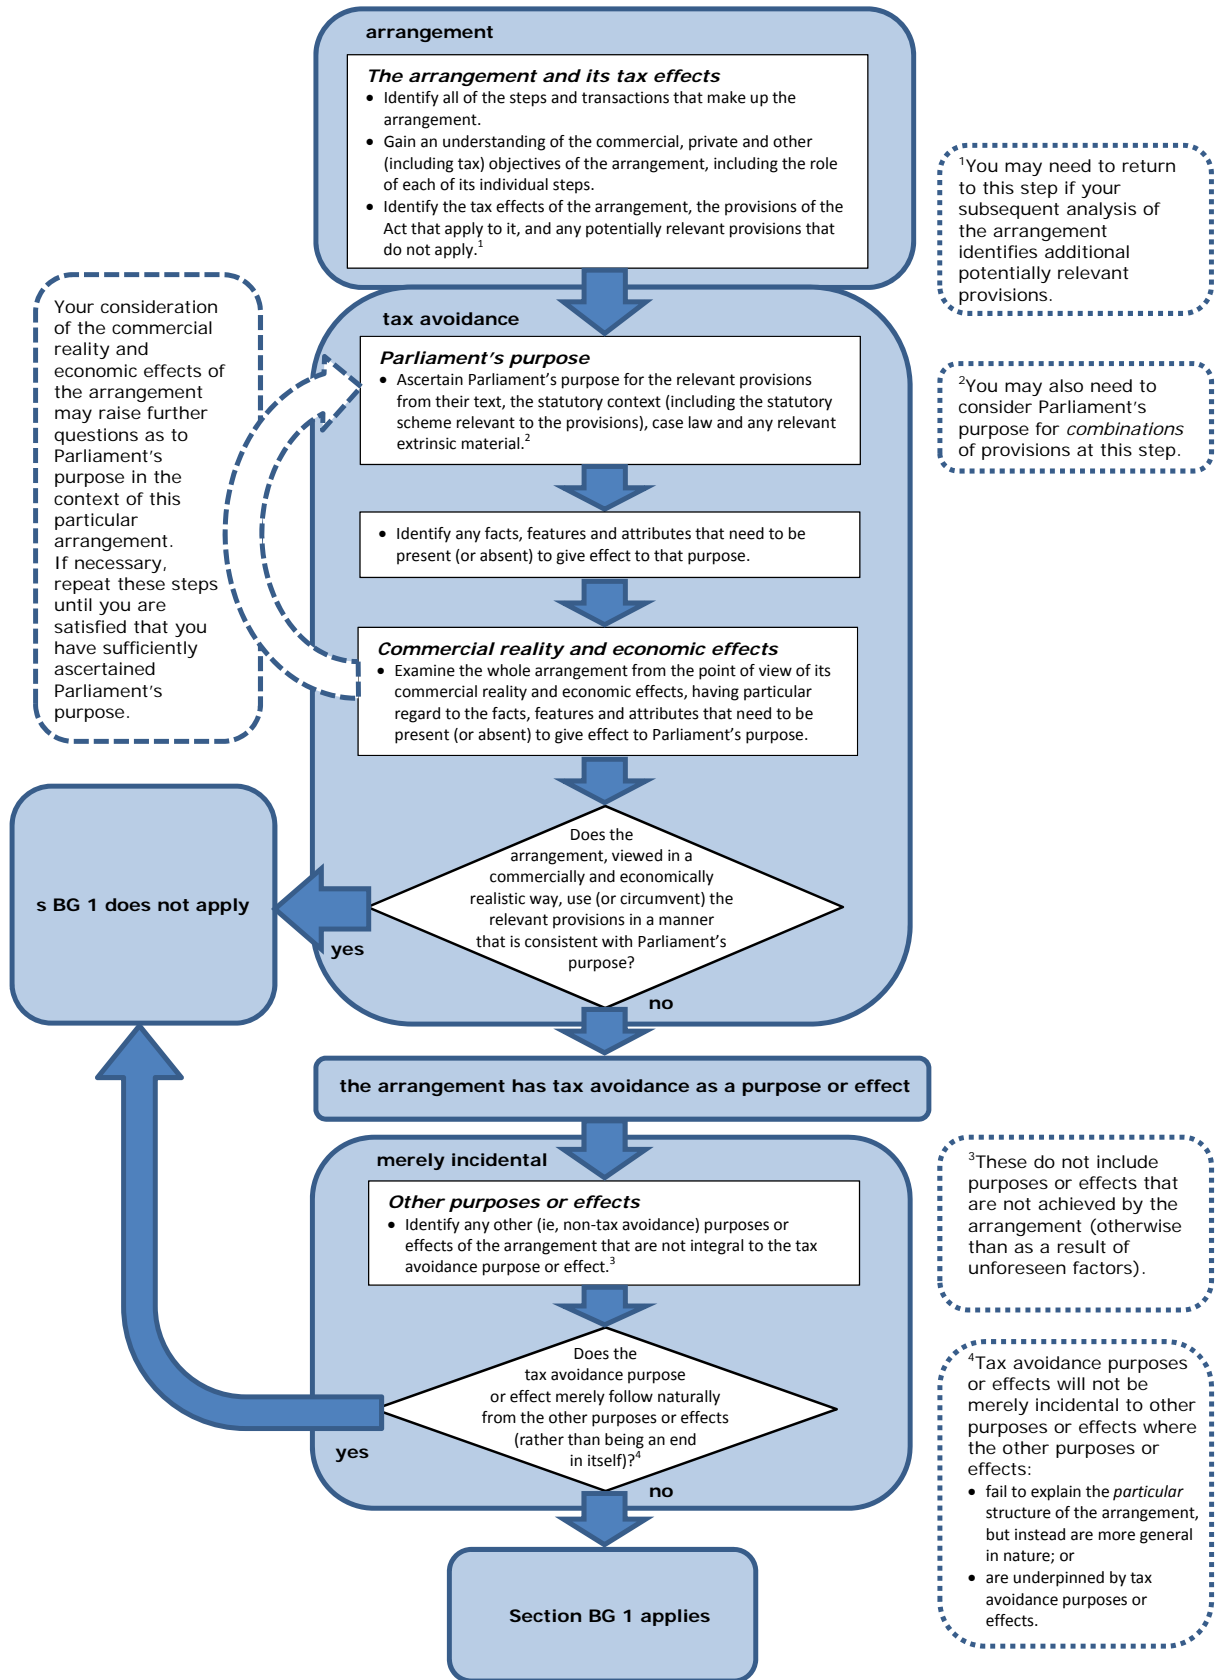 arrangement
The arrangement and its tax effects
• Identify all of the steps and transactions that make up the
arrangement.
• Gain an understanding of the commercial, private and other
(including tax) objectives of the arrangement, including the role
of each of its individual steps.
• Identify the tax effects of the arrangement, the provisions of the
Act that apply to it, and any potentially relevant provisions that
do not apply.1
1You may need to return
to this step if your
subsequent analysis of
the arrangement
identifies additional
potentially relevant
provisions.
Your consideration
of the commercial
reality and
economic effects of
the arrangement
may raise further
questions as to
Parliament's
purpose in the
context of this
particular
arrangement.
If necessary,
repeat these steps
until you are
satisfied that you
have sufficiently
ascertained
Parliament's
purpose.
tax avoidance
Parliament's purpose
• Ascertain Parliament's purpose for the relevant provisions
from their text, the statutory context (including the statutory
scheme relevant to the provisions), case law and any relevant
extrinsic material.2
2You may also need to
consider Parliament's
purpose for combinations
of provisions at this step.
• Identify any facts, features and attributes that need to be
present (or absent) to give effect to that purpose.
Commercial reality and economic effects
• Examine the whole arrangement from the point of view of its
commercial reality and economic effects, having particular
regard to the facts, features and attributes that need to be
present (or absent) to give effect to Parliament's purpose.
Does the
arrangement, viewed in a
commercially and economically
realistic way, use (or circumvent) the
relevant provisions in a manner
that is consistent with Parliament's
purpose?
yes
s BG 1 does not apply
no
the arrangement has tax avoidance as a purpose or effect
merely incidental
Other purposes or effects
• Identify any other (ie, non-tax avoidance) purposes or
effects of the arrangement that are not integral to the tax
avoidance purpose or effect.3
3These do not include
purposes or effects that
are not achieved by the
arrangement (otherwise
than as a result of
unforeseen factors).
Does the
tax avoidance purpose
or effect merely follow naturally
from the other purposes or effects
(rather than being an end
in itself)?4
yes
no
4Tax avoidance purposes
or effects will not be
merely incidental to other
purposes or effects where
the other purposes or
effects:
• fail to explain the particular
structure of the arrangement,
but instead are more general
in nature; or
• are underpinned by tax
avoidance purposes or
effects.
Section BG 1 applies